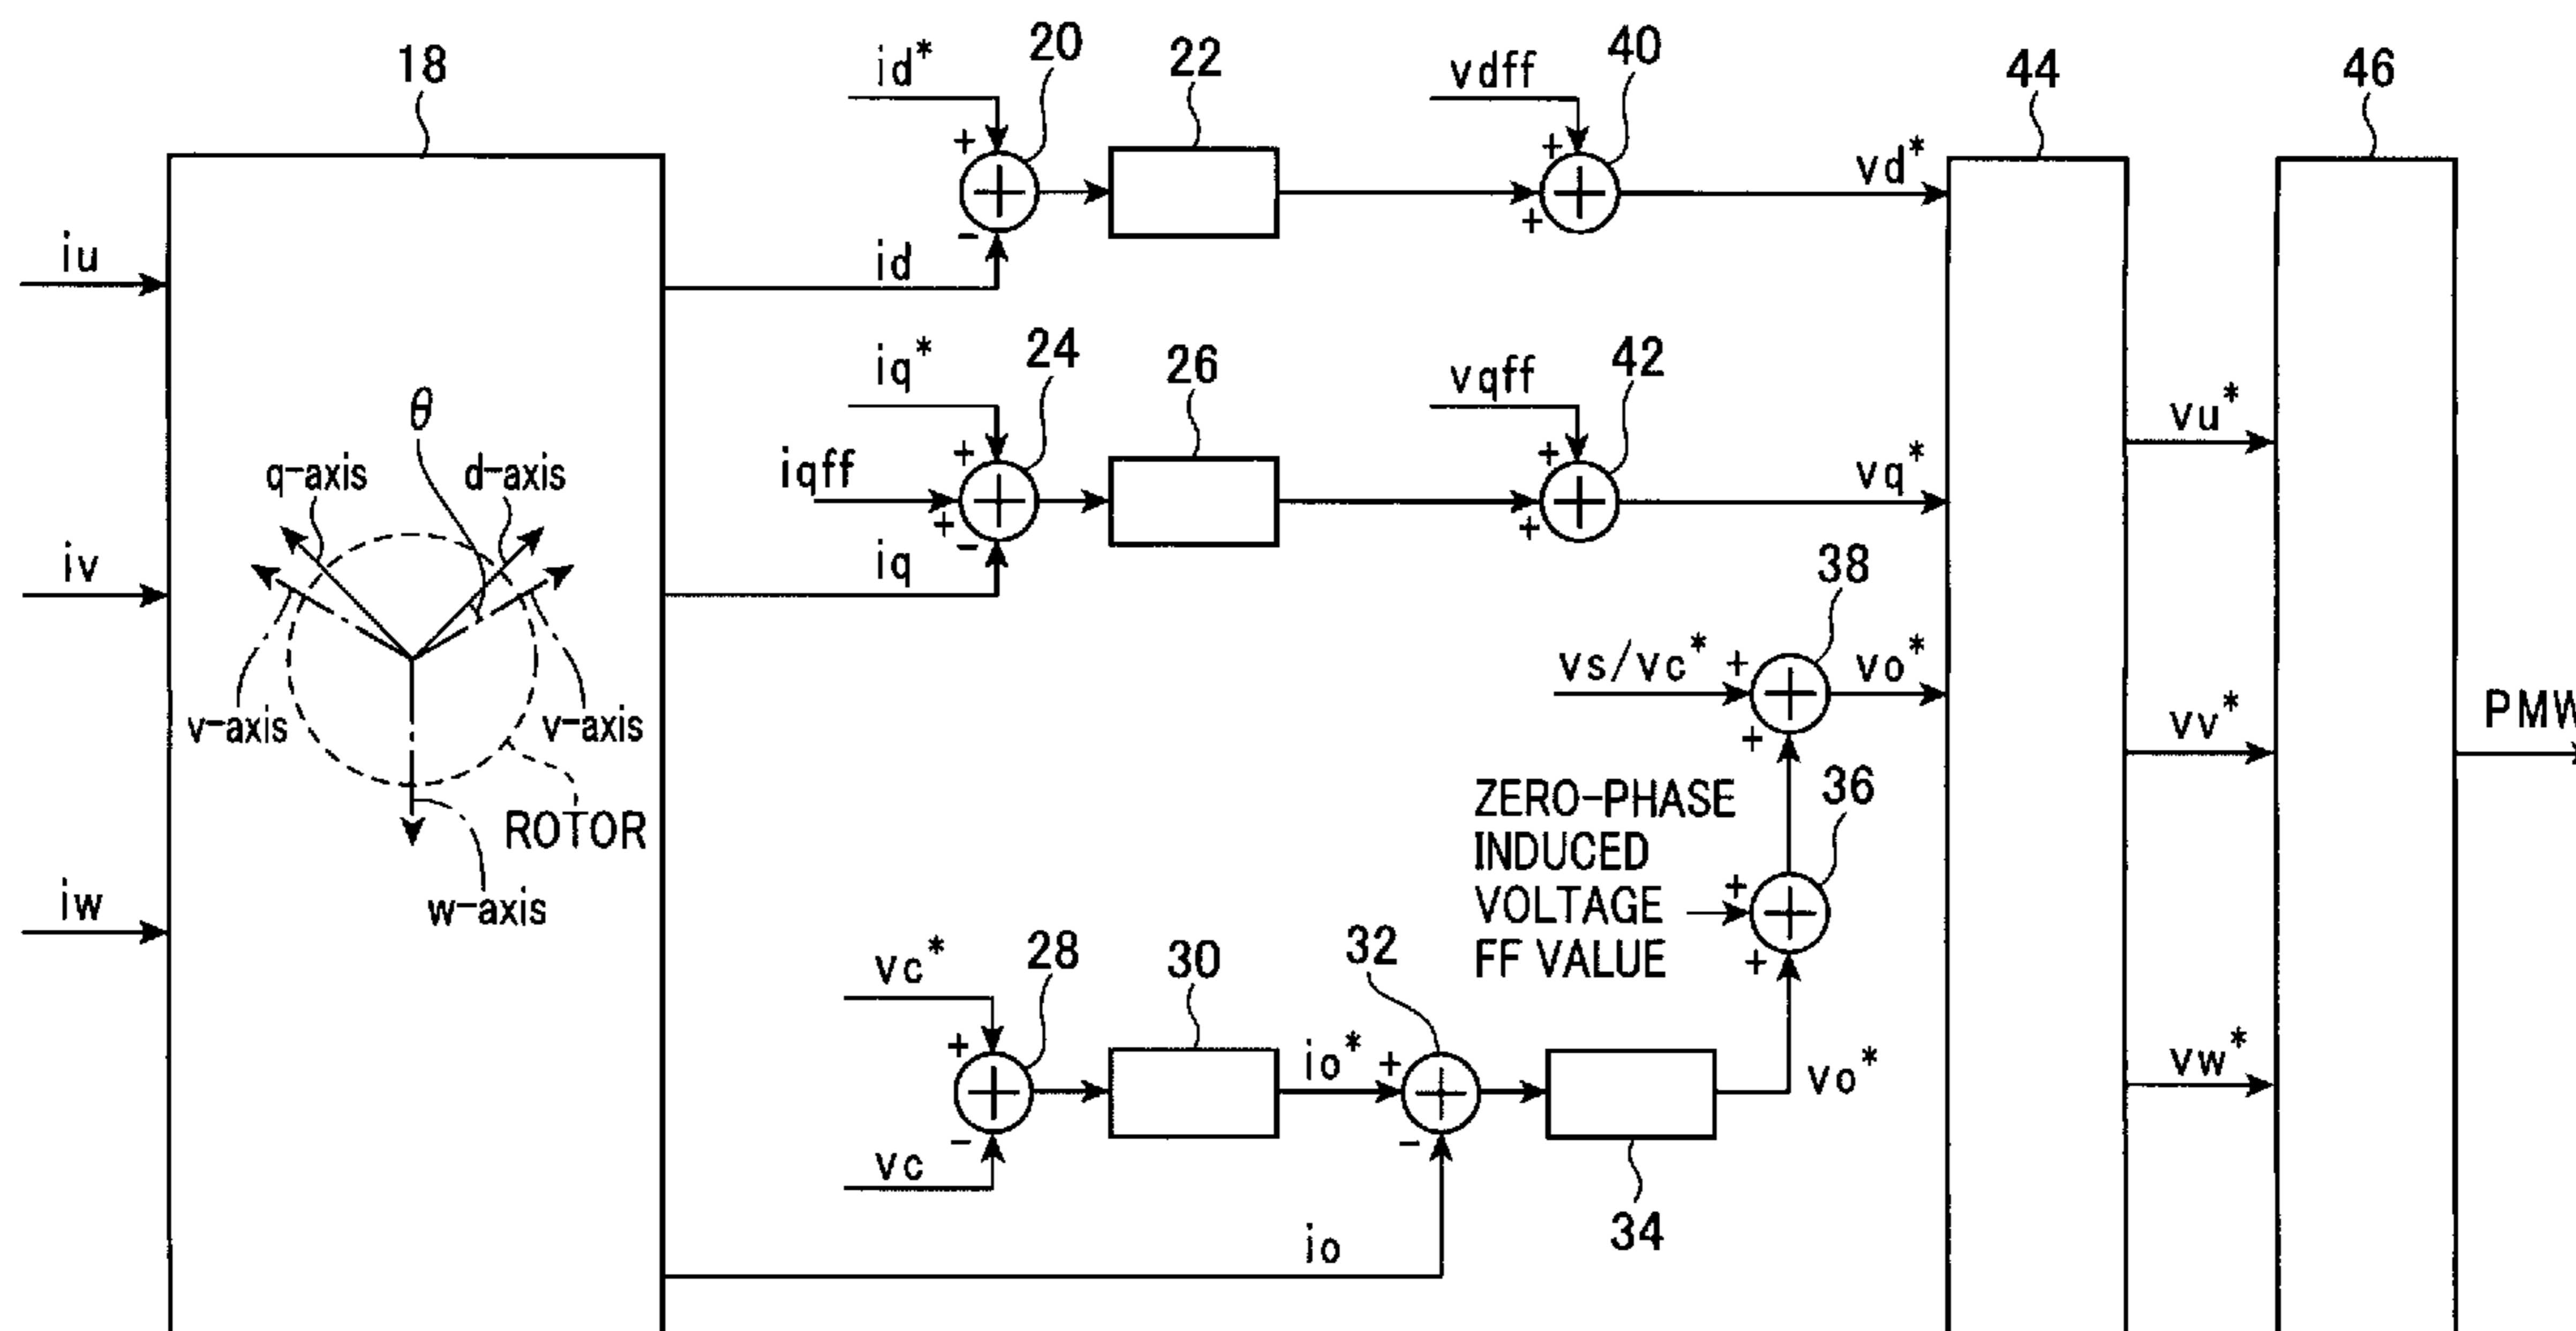 18
id*
20
22
vdff
40
44
46
vd*
iu
id
iq*
24
26
vqff
42
vu*
θ
q-axis
d-axis
iqff
vq*
iv
iq
38
vs/vc*
vo*
v-axis
v-axis
vv*
PMW
ZERO-PHASE
INDUCED
VOLTAGE
FF VALUE
36
ROTOR
iw
w-axis
vc*
28
30
32
io*
vo*
vw*
vc
34
io